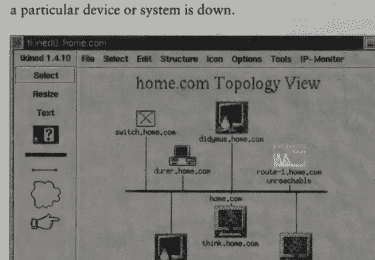 a particular device or system is down.
tkined0. home.com
tkined 1.4.10 File Select Edit Structure Icon Options Tools IP-Monitor
Select
home.com Topology View
Resize
Text
?
switch.home.com
didymus.home.com
durer.home.com
route-1.home.com
unreachable
home.com
think.home.com